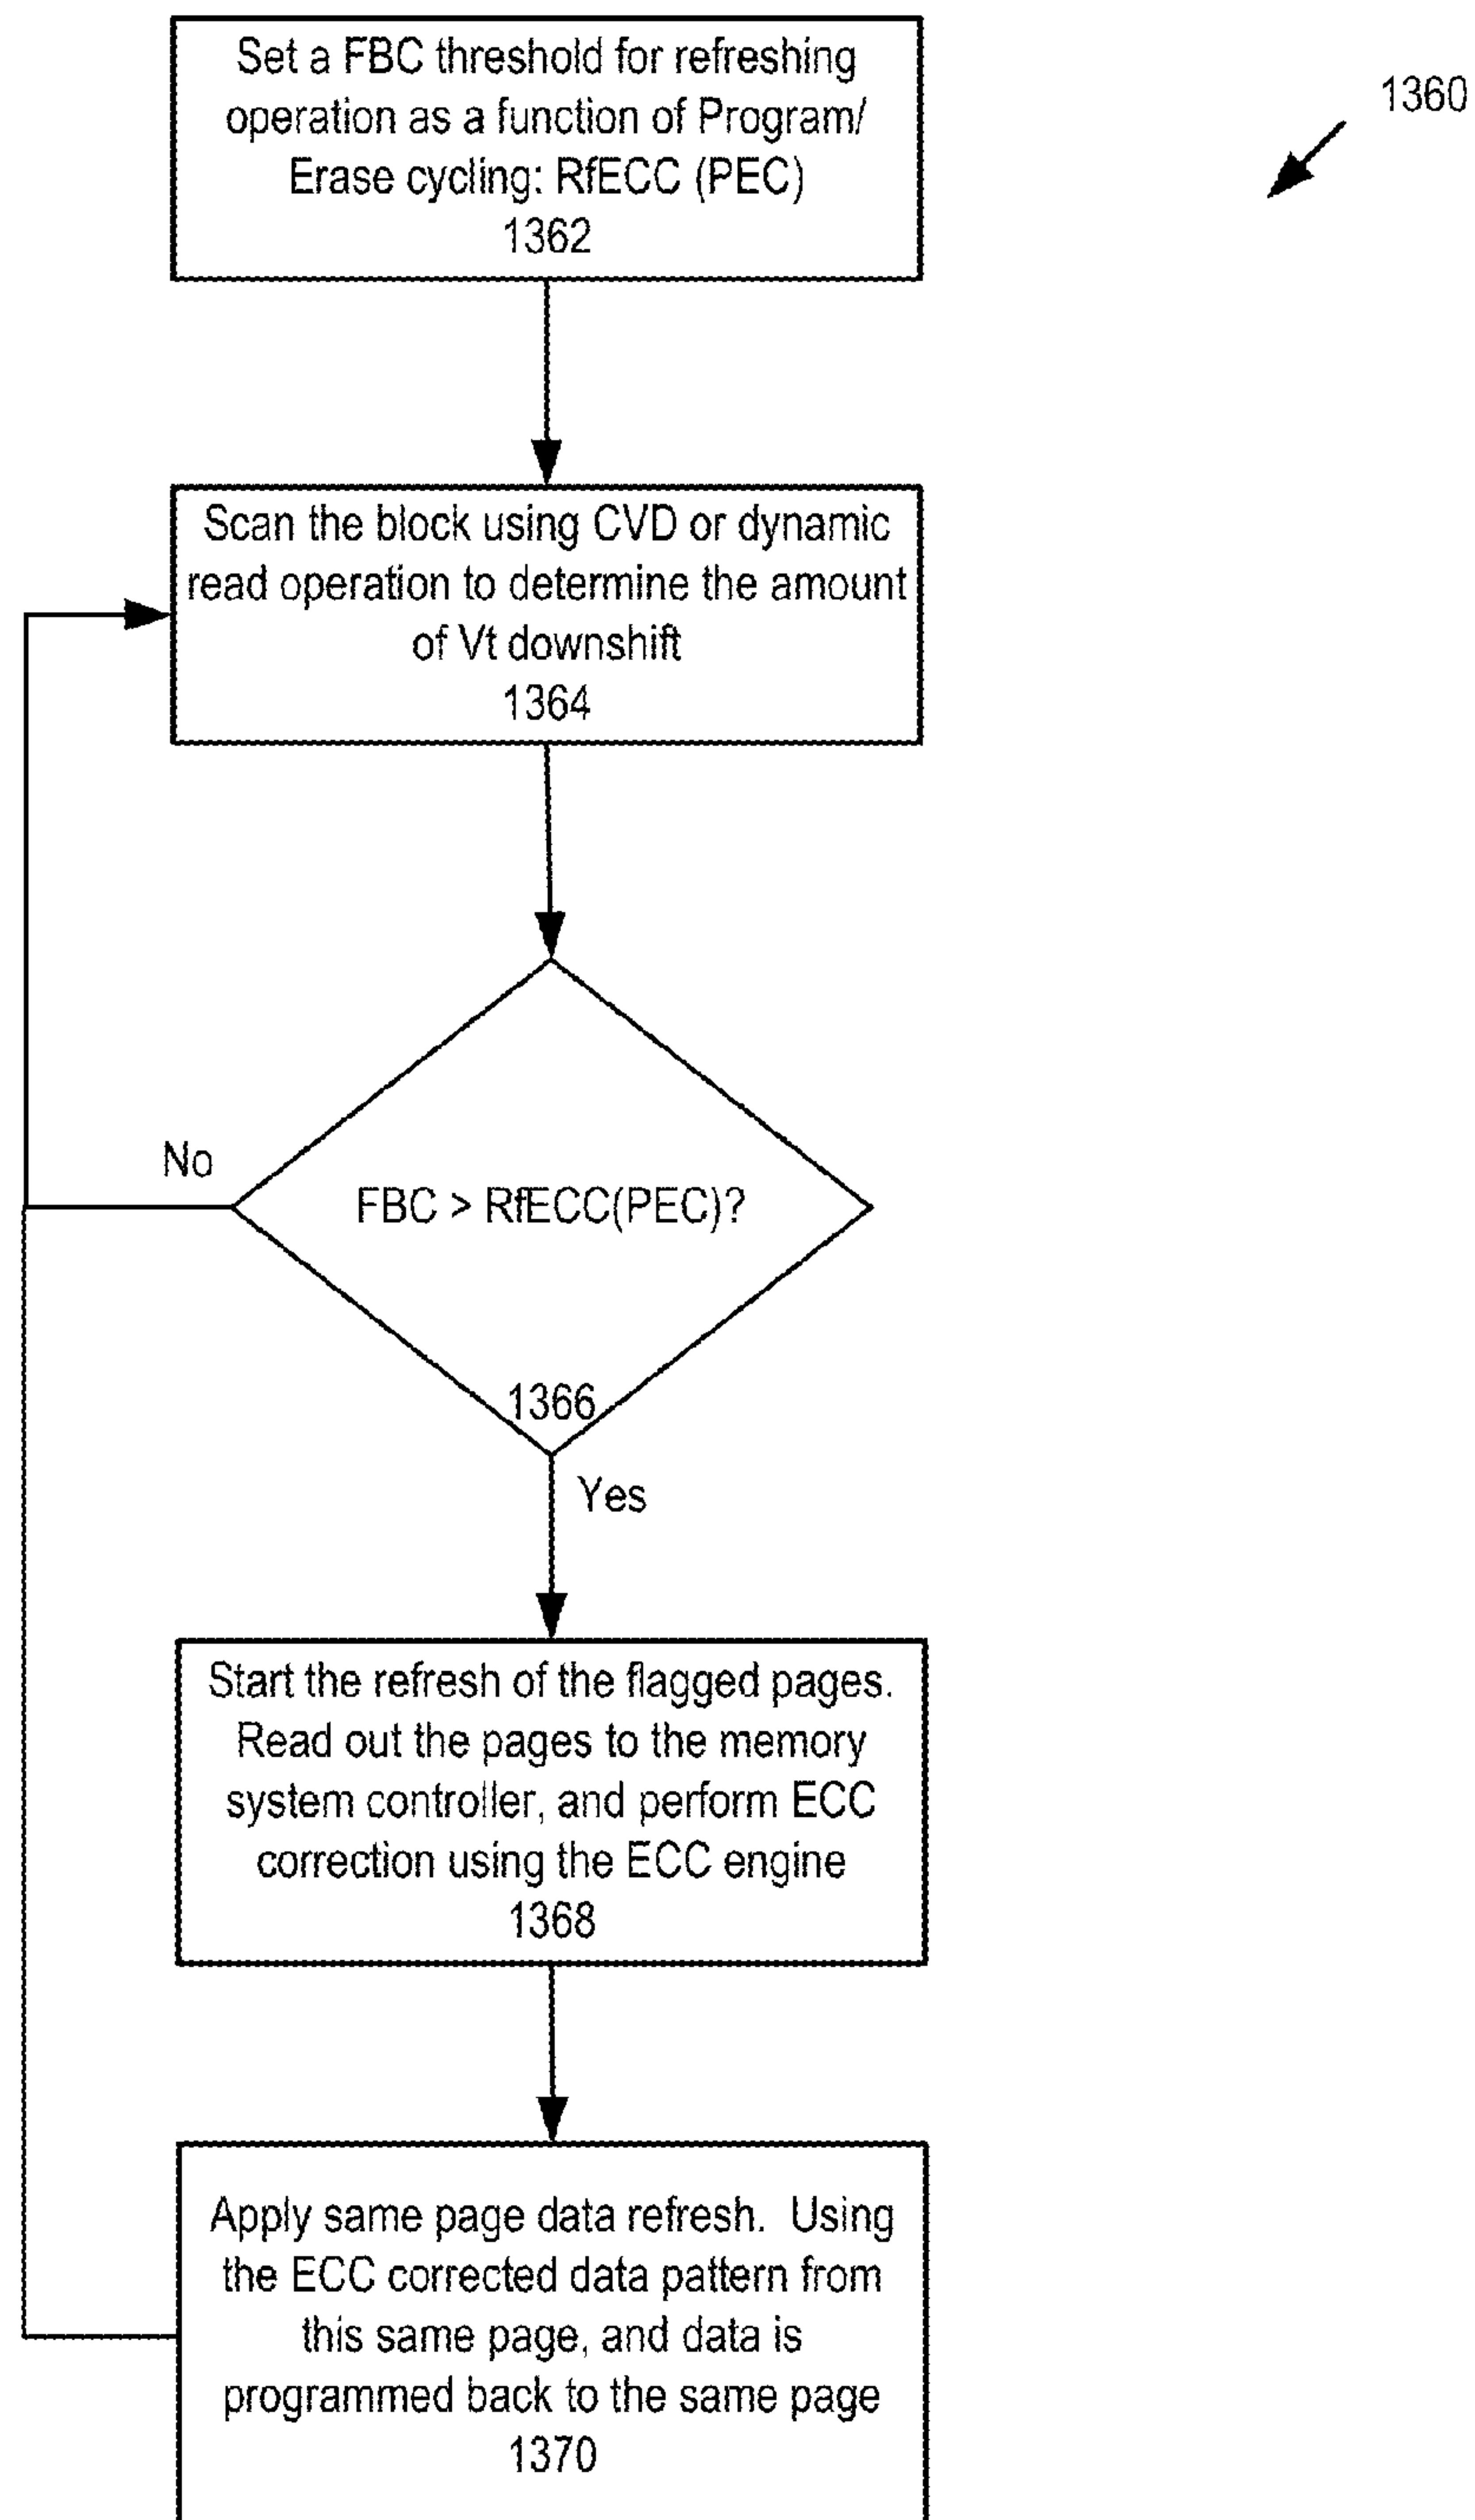 Set a FBC threshold for refreshing
operation as a function of Program/
Erase cycling: RfECC (PEC)
1362
1360
Scan the block using CVD or dynamic
read operation to determine the amount
of Vt downshift
1364
No
FBC > RfECC(PEC)?
1366
Yes
Start the refresh of the flagged pages.
Read out the pages to the memory
system controller, and perform ECC
correction using the ECC engine
1368
Apply same page data refresh. Using
the ECC corrected data pattern from
this same page, and data is
programmed back to the same page
1370